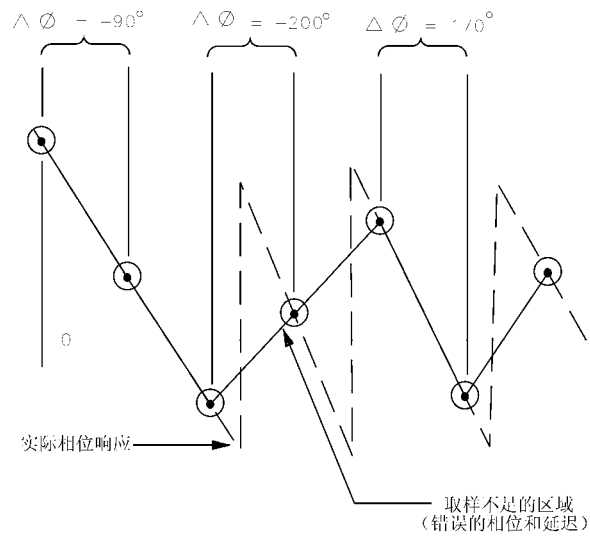 △ Ø = -90°
△ Ø = -200°
△ Ø = 170°
0
实际相位响应
取样不足的区域
（错误的相位和延迟）